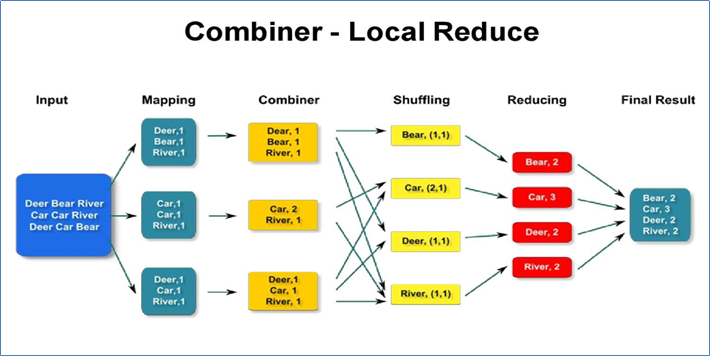 Combiner - Local Reduce
Input
Mapping
Combiner
Shuffling
Reducing
Final Result
Deer Bear River
Car Car River
Deer Car Bear
Deer,1
Bear,1
River,1
Car,1
Car,1
River,1
Deer,1
Car,1
River,1
Dear, 1
Bear, 1
River, 1
Car, 2
River, 1
Deer,1
Car, 1
River, 1
Bear, (1,1)
Car, (2,1)
Deer, (1,1)
River, (1,1)
Bear, 2
Car, 3
Deer, 2
River, 2
Bear, 2
Car, 3
Deer, 2
River, 2